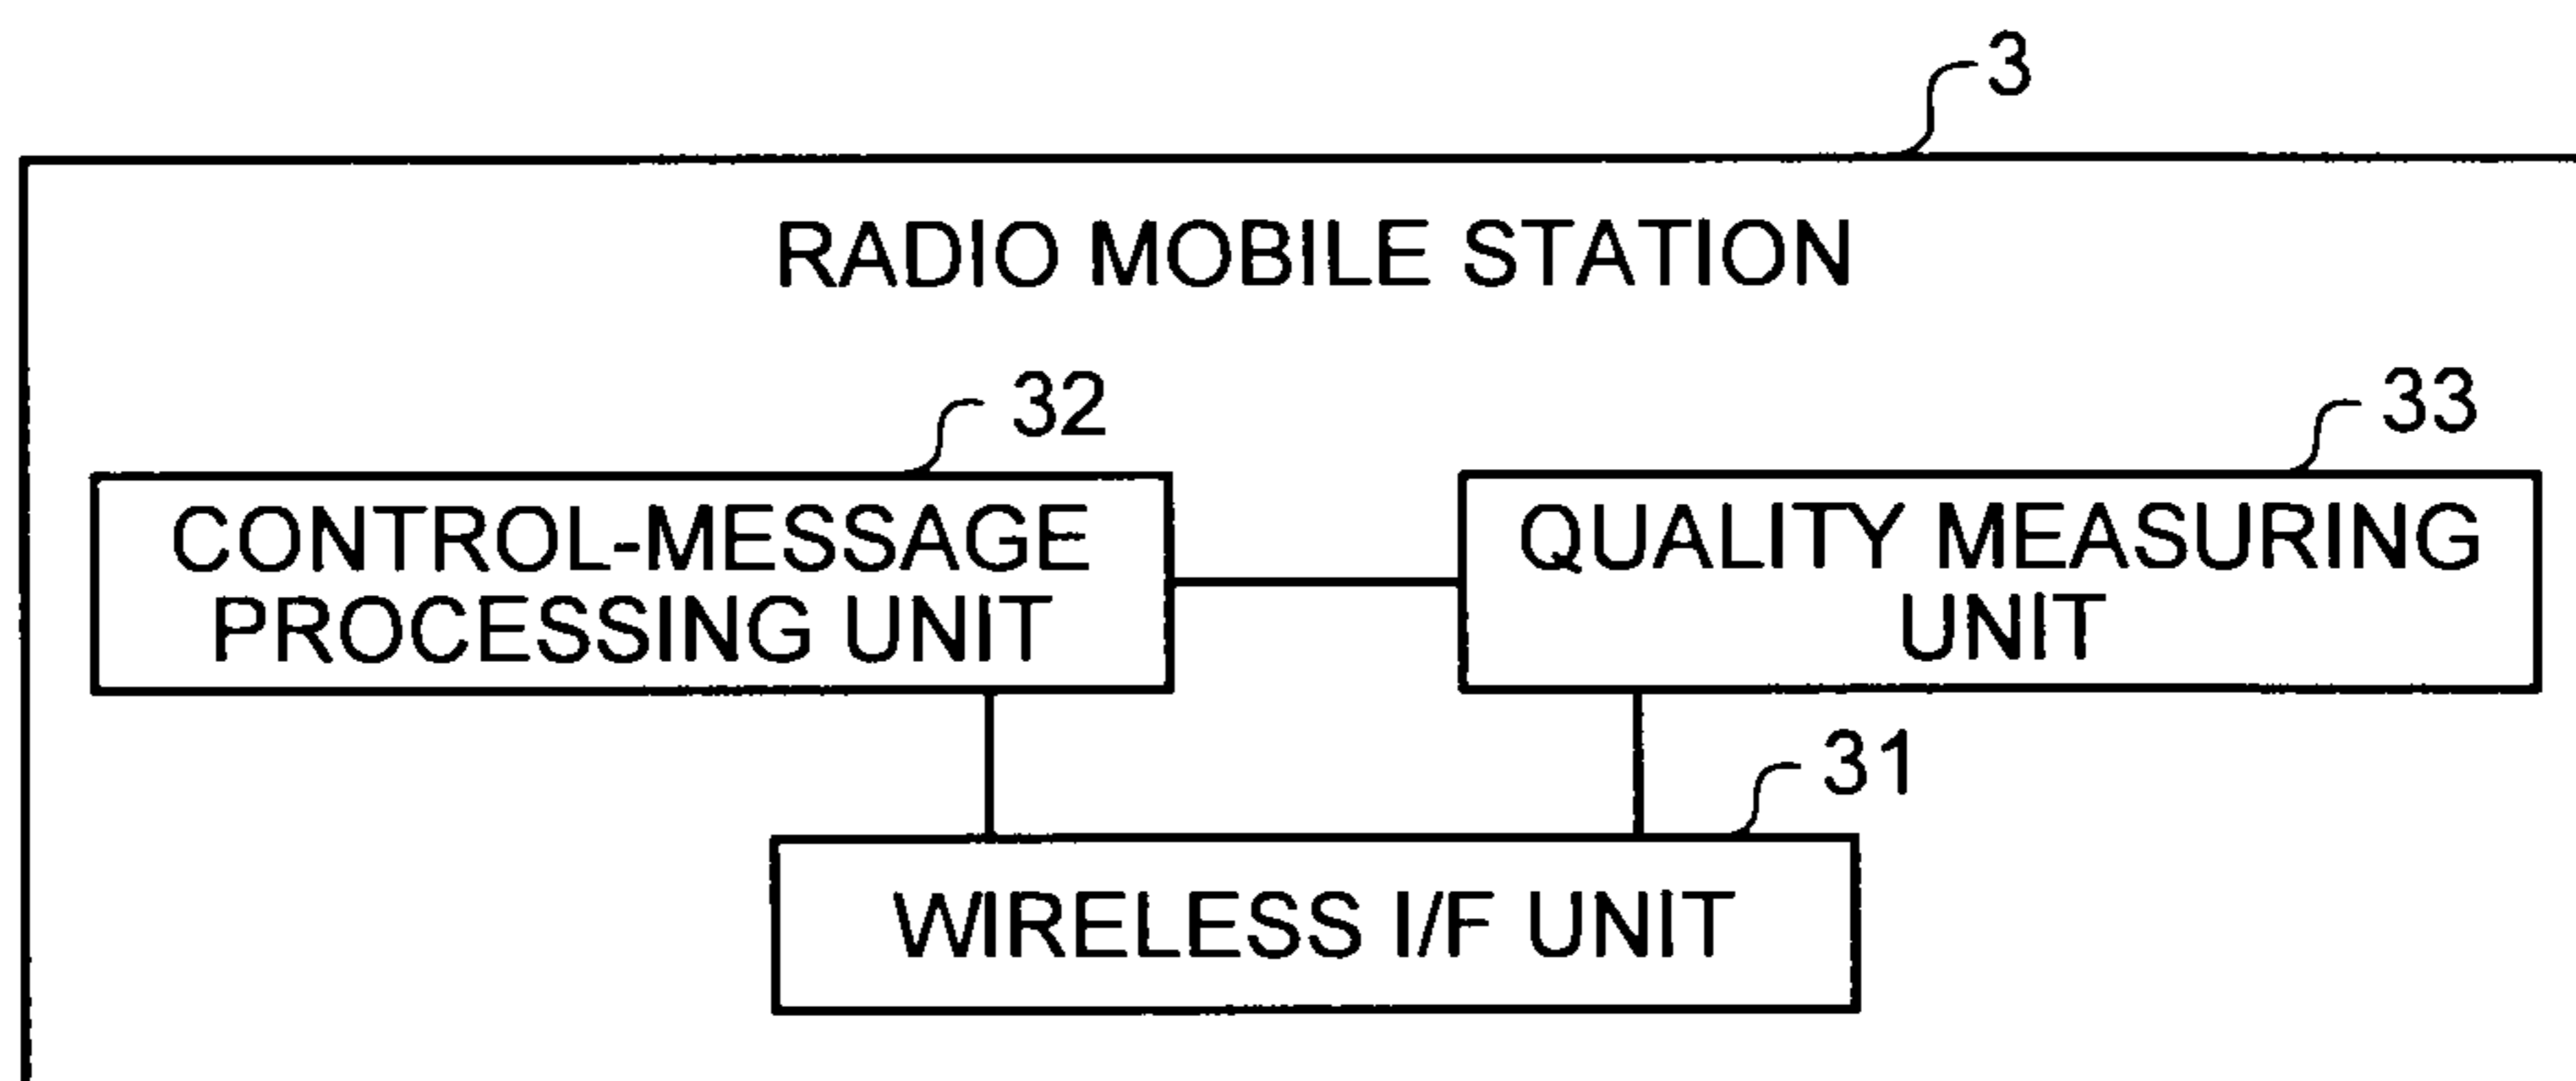 3
RADIO MOBILE STATION
32
33
CONTROL-MESSAGE
PROCESSING UNIT
QUALITY MEASURING
UNIT
31
WIRELESS I/F UNIT